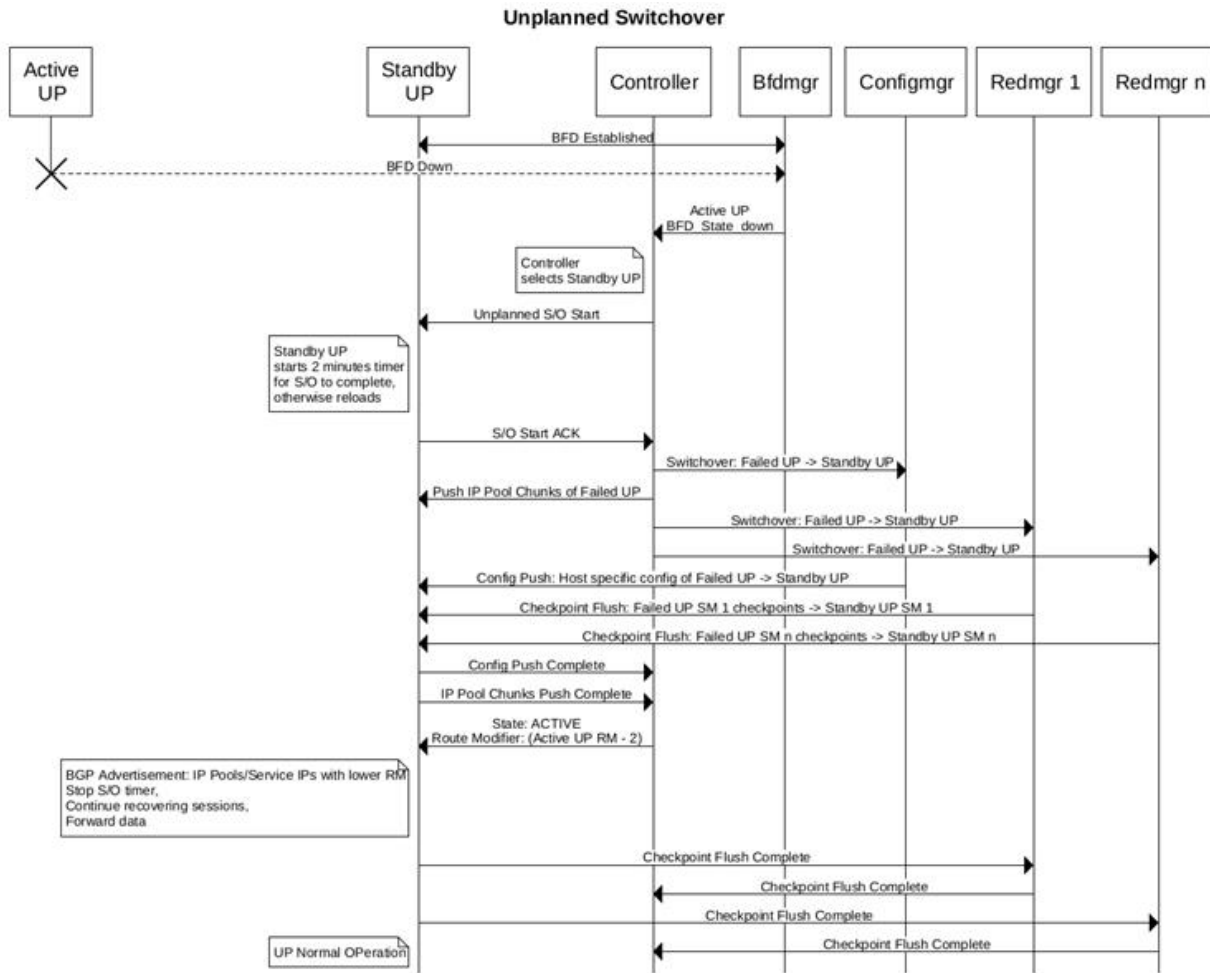 Unplanned Switchover
Active
UP
Standby
UP
Controller
Bfdmgr
Configmgr
Redmgr 1
Redmgr n
BFD Established
BFD Down
Active UP
BFD_State_down
Controller
selects Standby UP
Unplanned S/O Start
Standby UP
starts 2 minutes timer
for S/O to complete,
otherwise reloads
S/O Start ACK
Switchover: Failed UP -> Standby UP
Push IP Pool Chunks of Failed UP
Switchover: Failed UP -> Standby UP
Switchover: Failed UP -> Standby UP
Config Push: Host specific config of Failed UP -> Standby UP
Checkpoint Flush: Failed UP SM 1 checkpoints -> Standby UP SM 1
Checkpoint Flush: Failed UP SM n checkpoints -> Standby UP SM n
Config Push Complete
IP Pool Chunks Push Complete
State: ACTIVE
Route Modifier: (Active UP RM - 2)
BGP Advertisement: IP Pools/Service IPs with lower RM
Stop S/O timer,
Continue recovering sessions,
Forward data
Checkpoint Flush Complete
Checkpoint Flush Complete
Checkpoint Flush Complete
UP Normal OPeration
Checkpoint Flush Complete